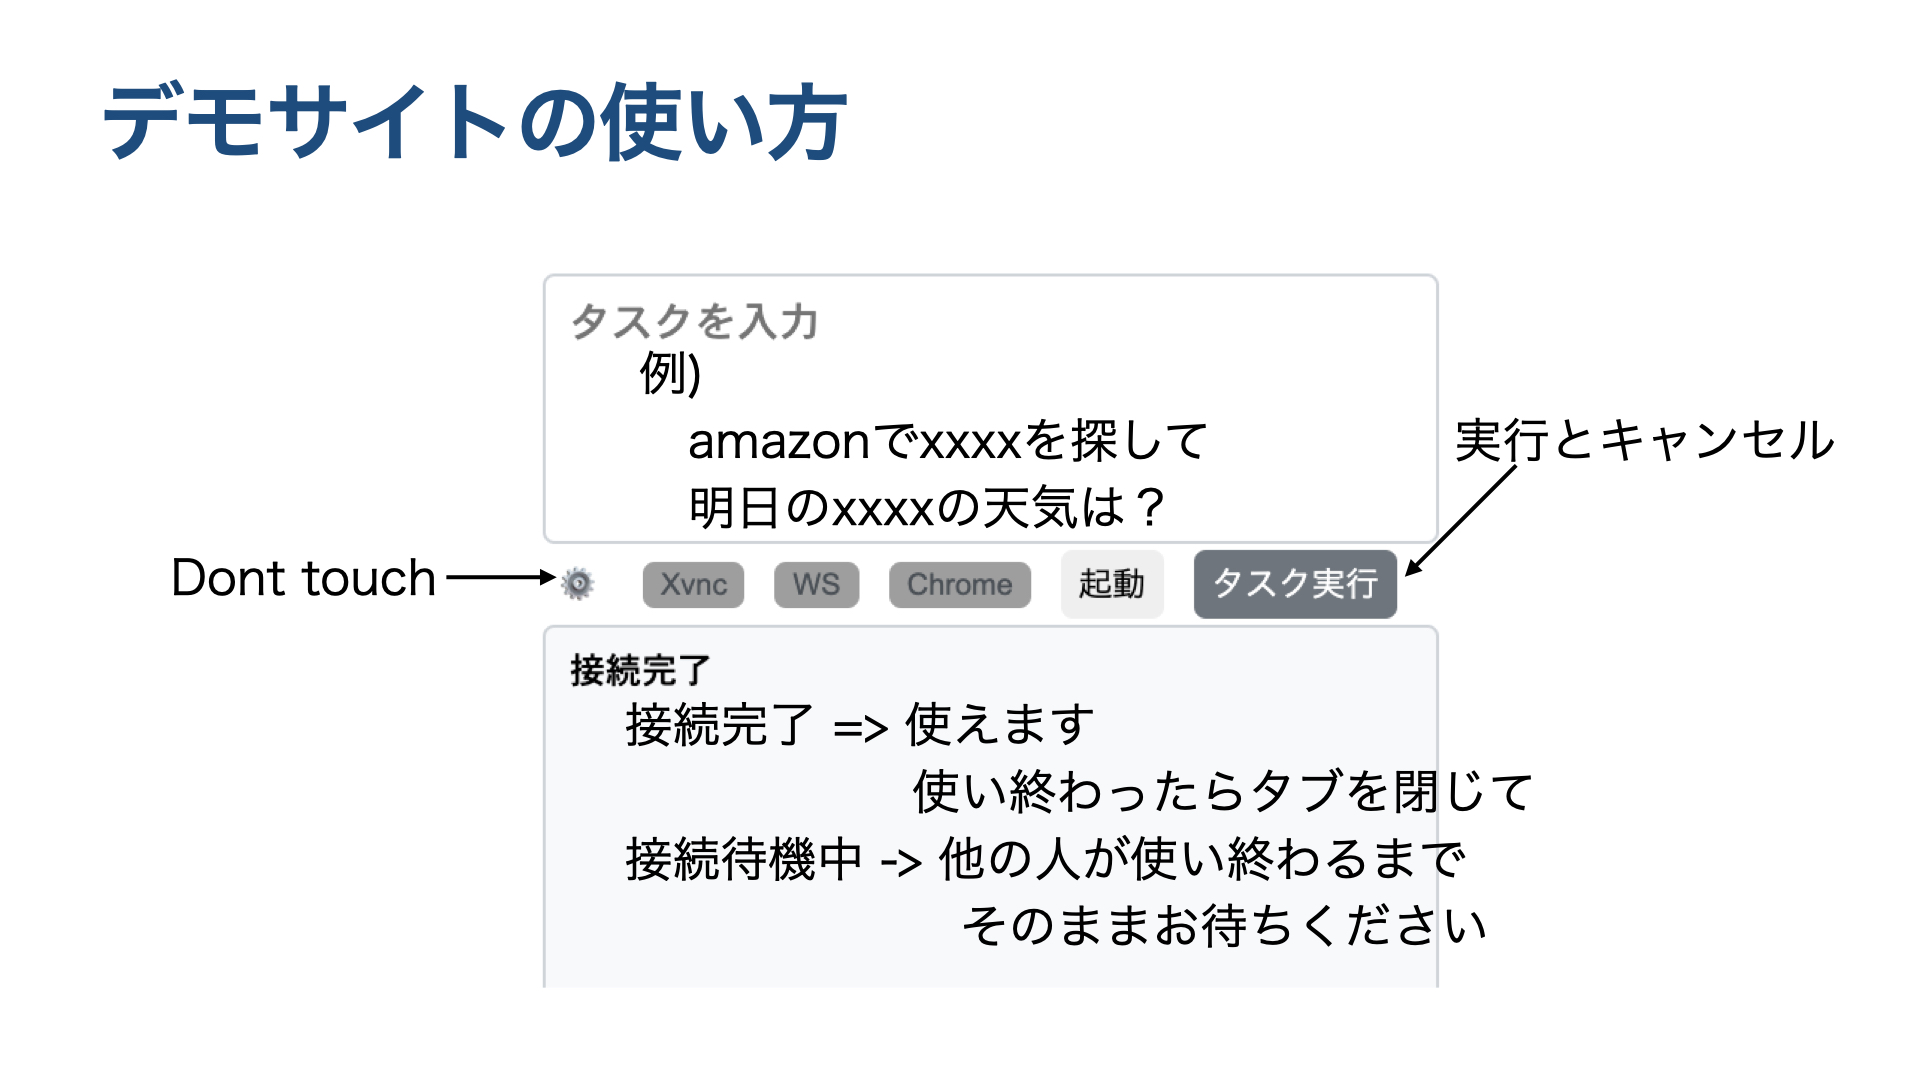 デモサイトの使い方
タスクを入力
例)
amazonでxxxxを探して
明日のxxxxの天気は？
実行とキャンセル
Dont touch
Xvnc WS Chrome 起動 タスク実行
接続完了
接続完了 => 使えます
使い終わったらタブを閉じて
接続待機中 -> 他の人が使い終わるまで
そのままお待ちください